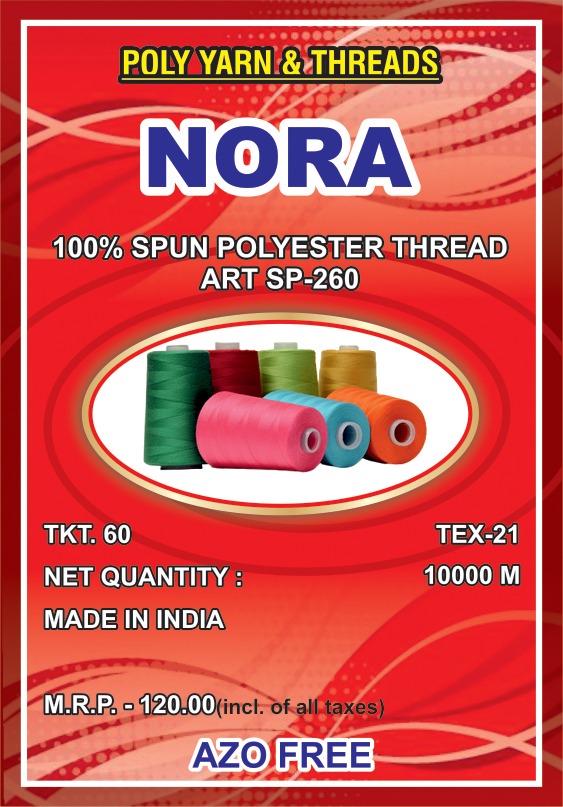 POLY YARN & THREADS
NORA
100% SPUN POLYESTER THREAD
ART SP-260
TKT. 60 TEX-21
NET QUANTITY : 10000 M
MADE IN INDIA
M.R.P. - 120.00(incl. of all taxes)
AZO FREE